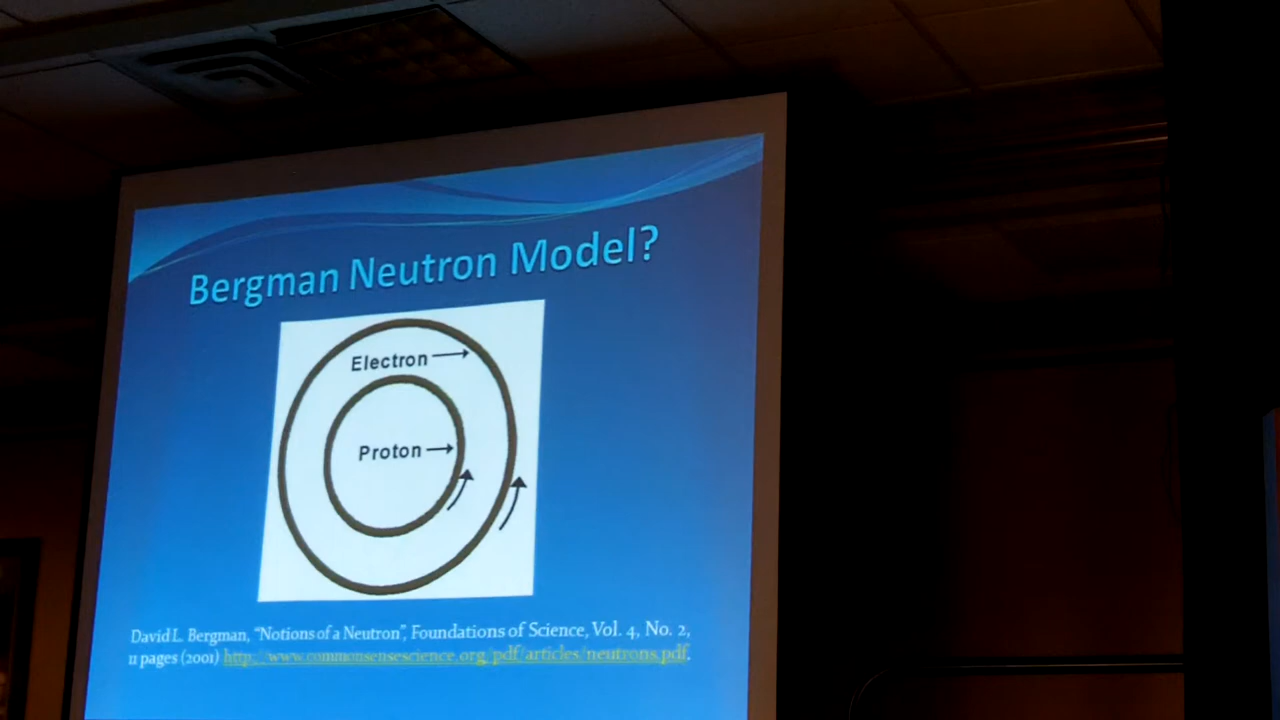 Bergman Neutron Model?
Electron
Proton
David L. Bergman, "Notions of a Neutron", Foundations of Science, Vol. 4, No. 2,
11 pages (2001) http://www.commonsensescience.org/pdf/articles/neutrons.pdf.